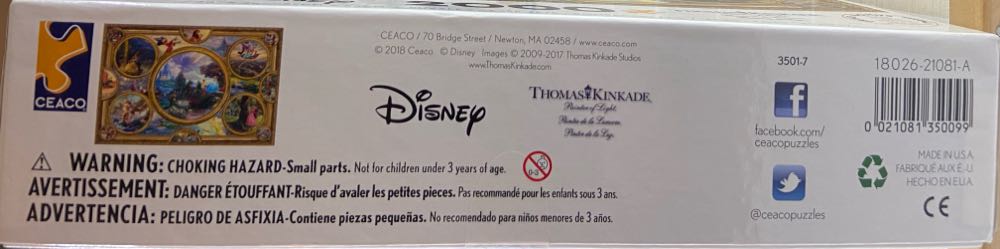 CEACO
CEACO / 70 Bridge Street / Newton, MA 02458 / www.ceaco.com
© 2018 Ceaco © Disney Images © 2009-2017 Thomas Kinkade Studios
www.ThomasKinkade.com
Disney
THOMAS KINKADE
Painter of Light
3501-7
facebook.com/
ceacopuzzles
@ceacopuzzles
18026-21081-A
0 021081 350099
MADE IN U.S.A.
FABRIQUÉ AUX É.-U.
HECHO EN E.U.A.
CE
WARNING: CHOKING HAZARD-Small parts. Not for children under 3 years of age.
0-3
AVERTISSEMENT: DANGER ÉTOUFFANT-Risque d'avaler les petites pieces. Pas recommandé pour les enfants sous 3 ans.
ADVERTENCIA: PELIGRO DE ASFIXIA-Contiene piezas pequeñas. No recomendado para niños menores de 3 años.